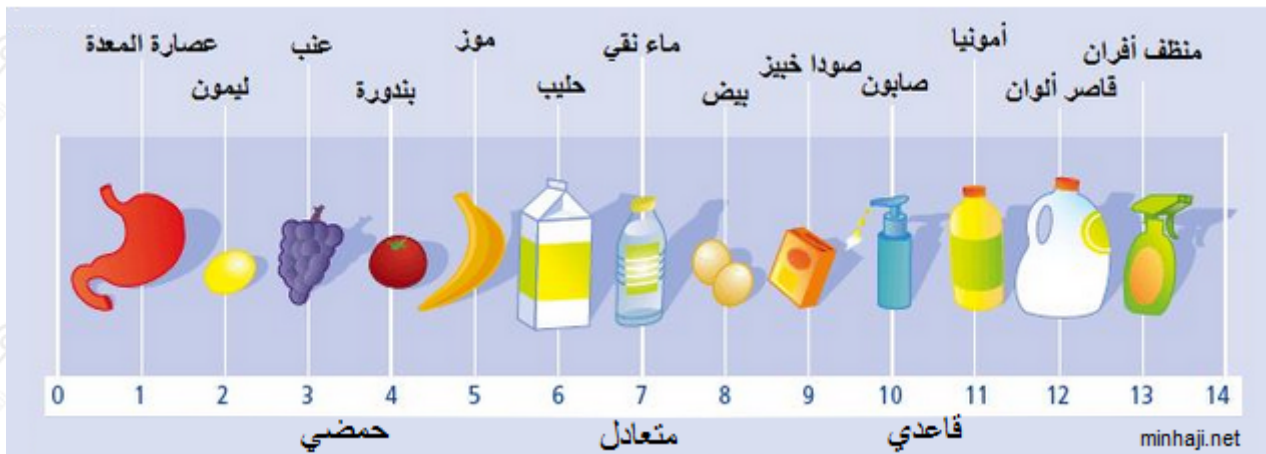 عصارة المعدة
ليمون
عنب
بندورة
موز
حليب
ماء نقي
بيض
صودا خبيز
صابون
أمونيا
قاصر ألوان
منظف أفران
0 1 2 3 4 5 6 7 8 9 10 11 12 13 14
حمضي
متعادل
قاعدي
minhaji.net